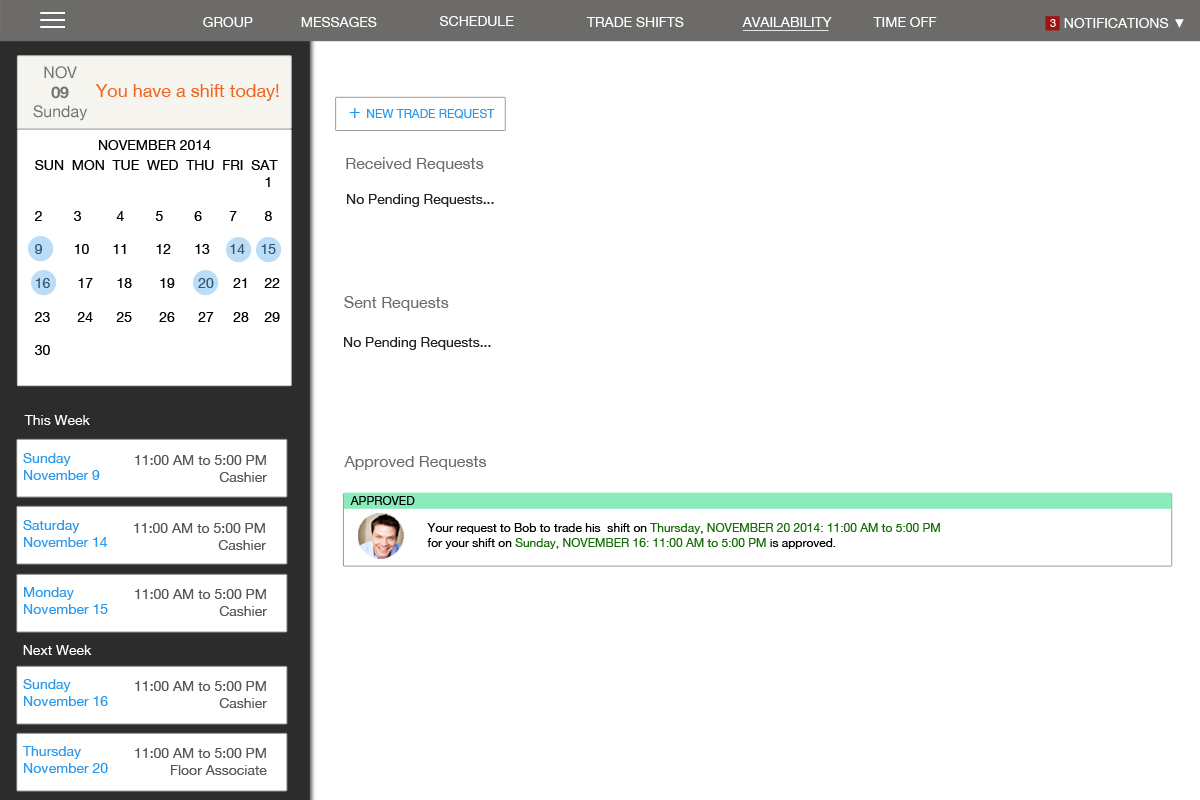 GROUP MESSAGES SCHEDULE TRADE SHIFTS AVAILABILITY TIME OFF 3 NOTIFICATIONS ▼
NOV
09
Sunday
You have a shift today!
NOVEMBER 2014
SUN MON TUE WED THU FRI SAT
1
2 3 4 5 6 7 8
9 10 11 12 13 14 15
16 17 18 19 20 21 22
23 24 25 26 27 28 29
30
This Week
Sunday 11:00 AM to 5:00 PM
November 9 Cashier
Saturday 11:00 AM to 5:00 PM
November 14 Cashier
Monday 11:00 AM to 5:00 PM
November 15 Cashier
Next Week
Sunday 11:00 AM to 5:00 PM
November 16 Cashier
Thursday 11:00 AM to 5:00 PM
November 20 Floor Associate
+ NEW TRADE REQUEST
Received Requests
No Pending Requests...
Sent Requests
No Pending Requests...
Approved Requests
APPROVED
Your request to Bob to trade his shift on Thursday, NOVEMBER 20 2014: 11:00 AM to 5:00 PM
for your shift on Sunday, NOVEMBER 16: 11:00 AM to 5:00 PM is approved.